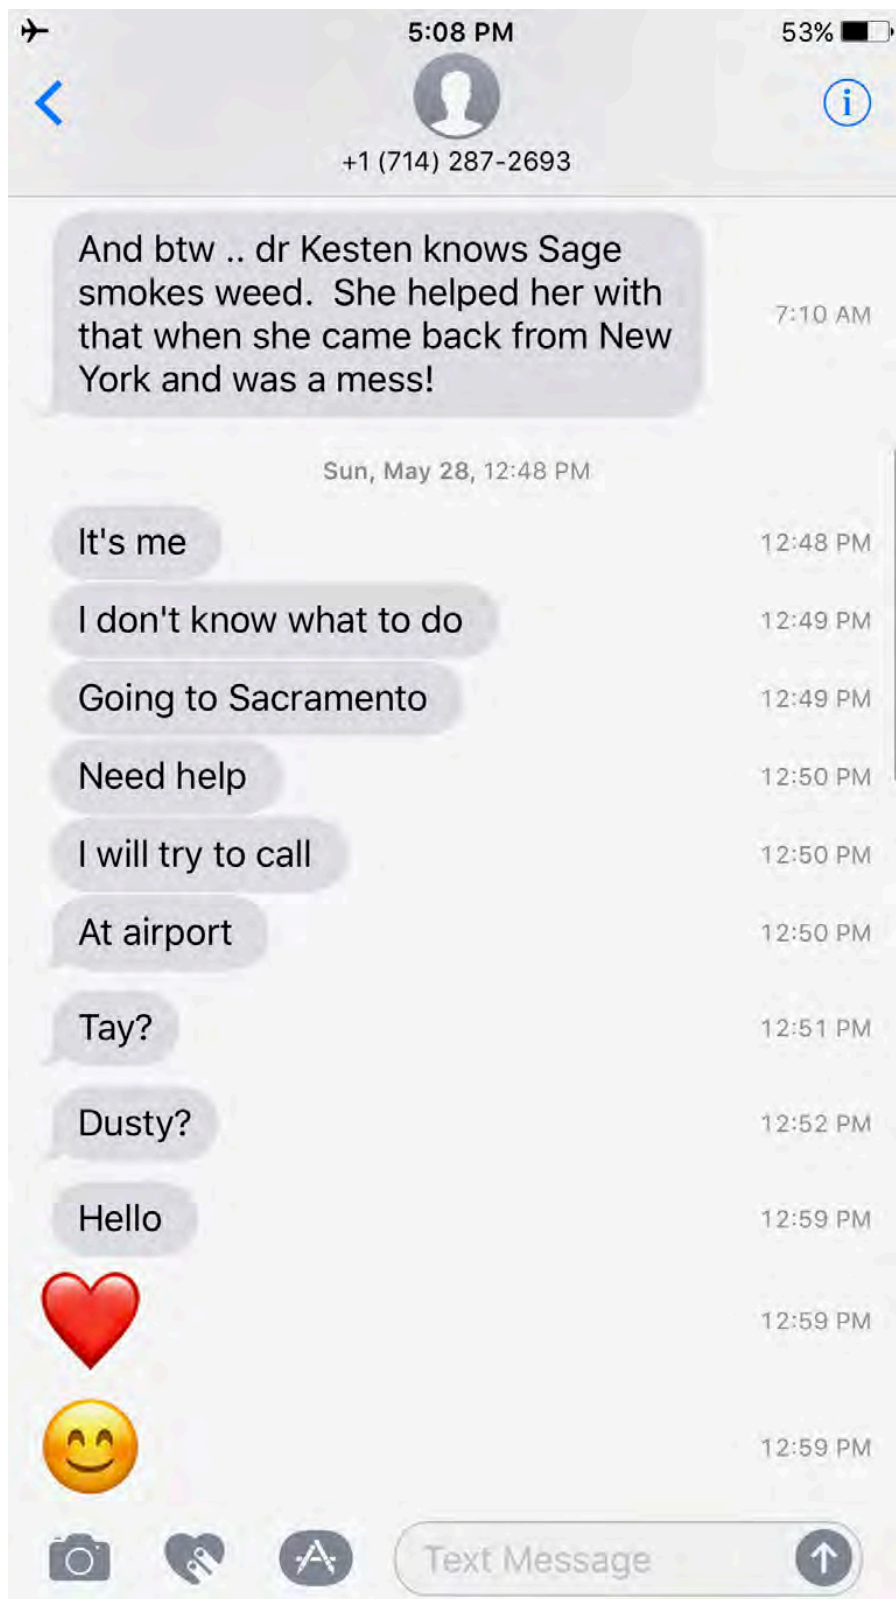 5:08 PM
53%
+1 (714) 287-2693
And btw .. dr Kesten knows Sage
smokes weed.  She helped her with
that when she came back from New
York and was a mess!
7:10 AM
Sun, May 28, 12:48 PM
It's me
12:48 PM
I don't know what to do
12:49 PM
Going to Sacramento
12:49 PM
Need help
12:50 PM
I will try to call
12:50 PM
At airport
12:50 PM
Tay?
12:51 PM
Dusty?
12:52 PM
Hello
12:59 PM
12:59 PM
12:59 PM
Text Message